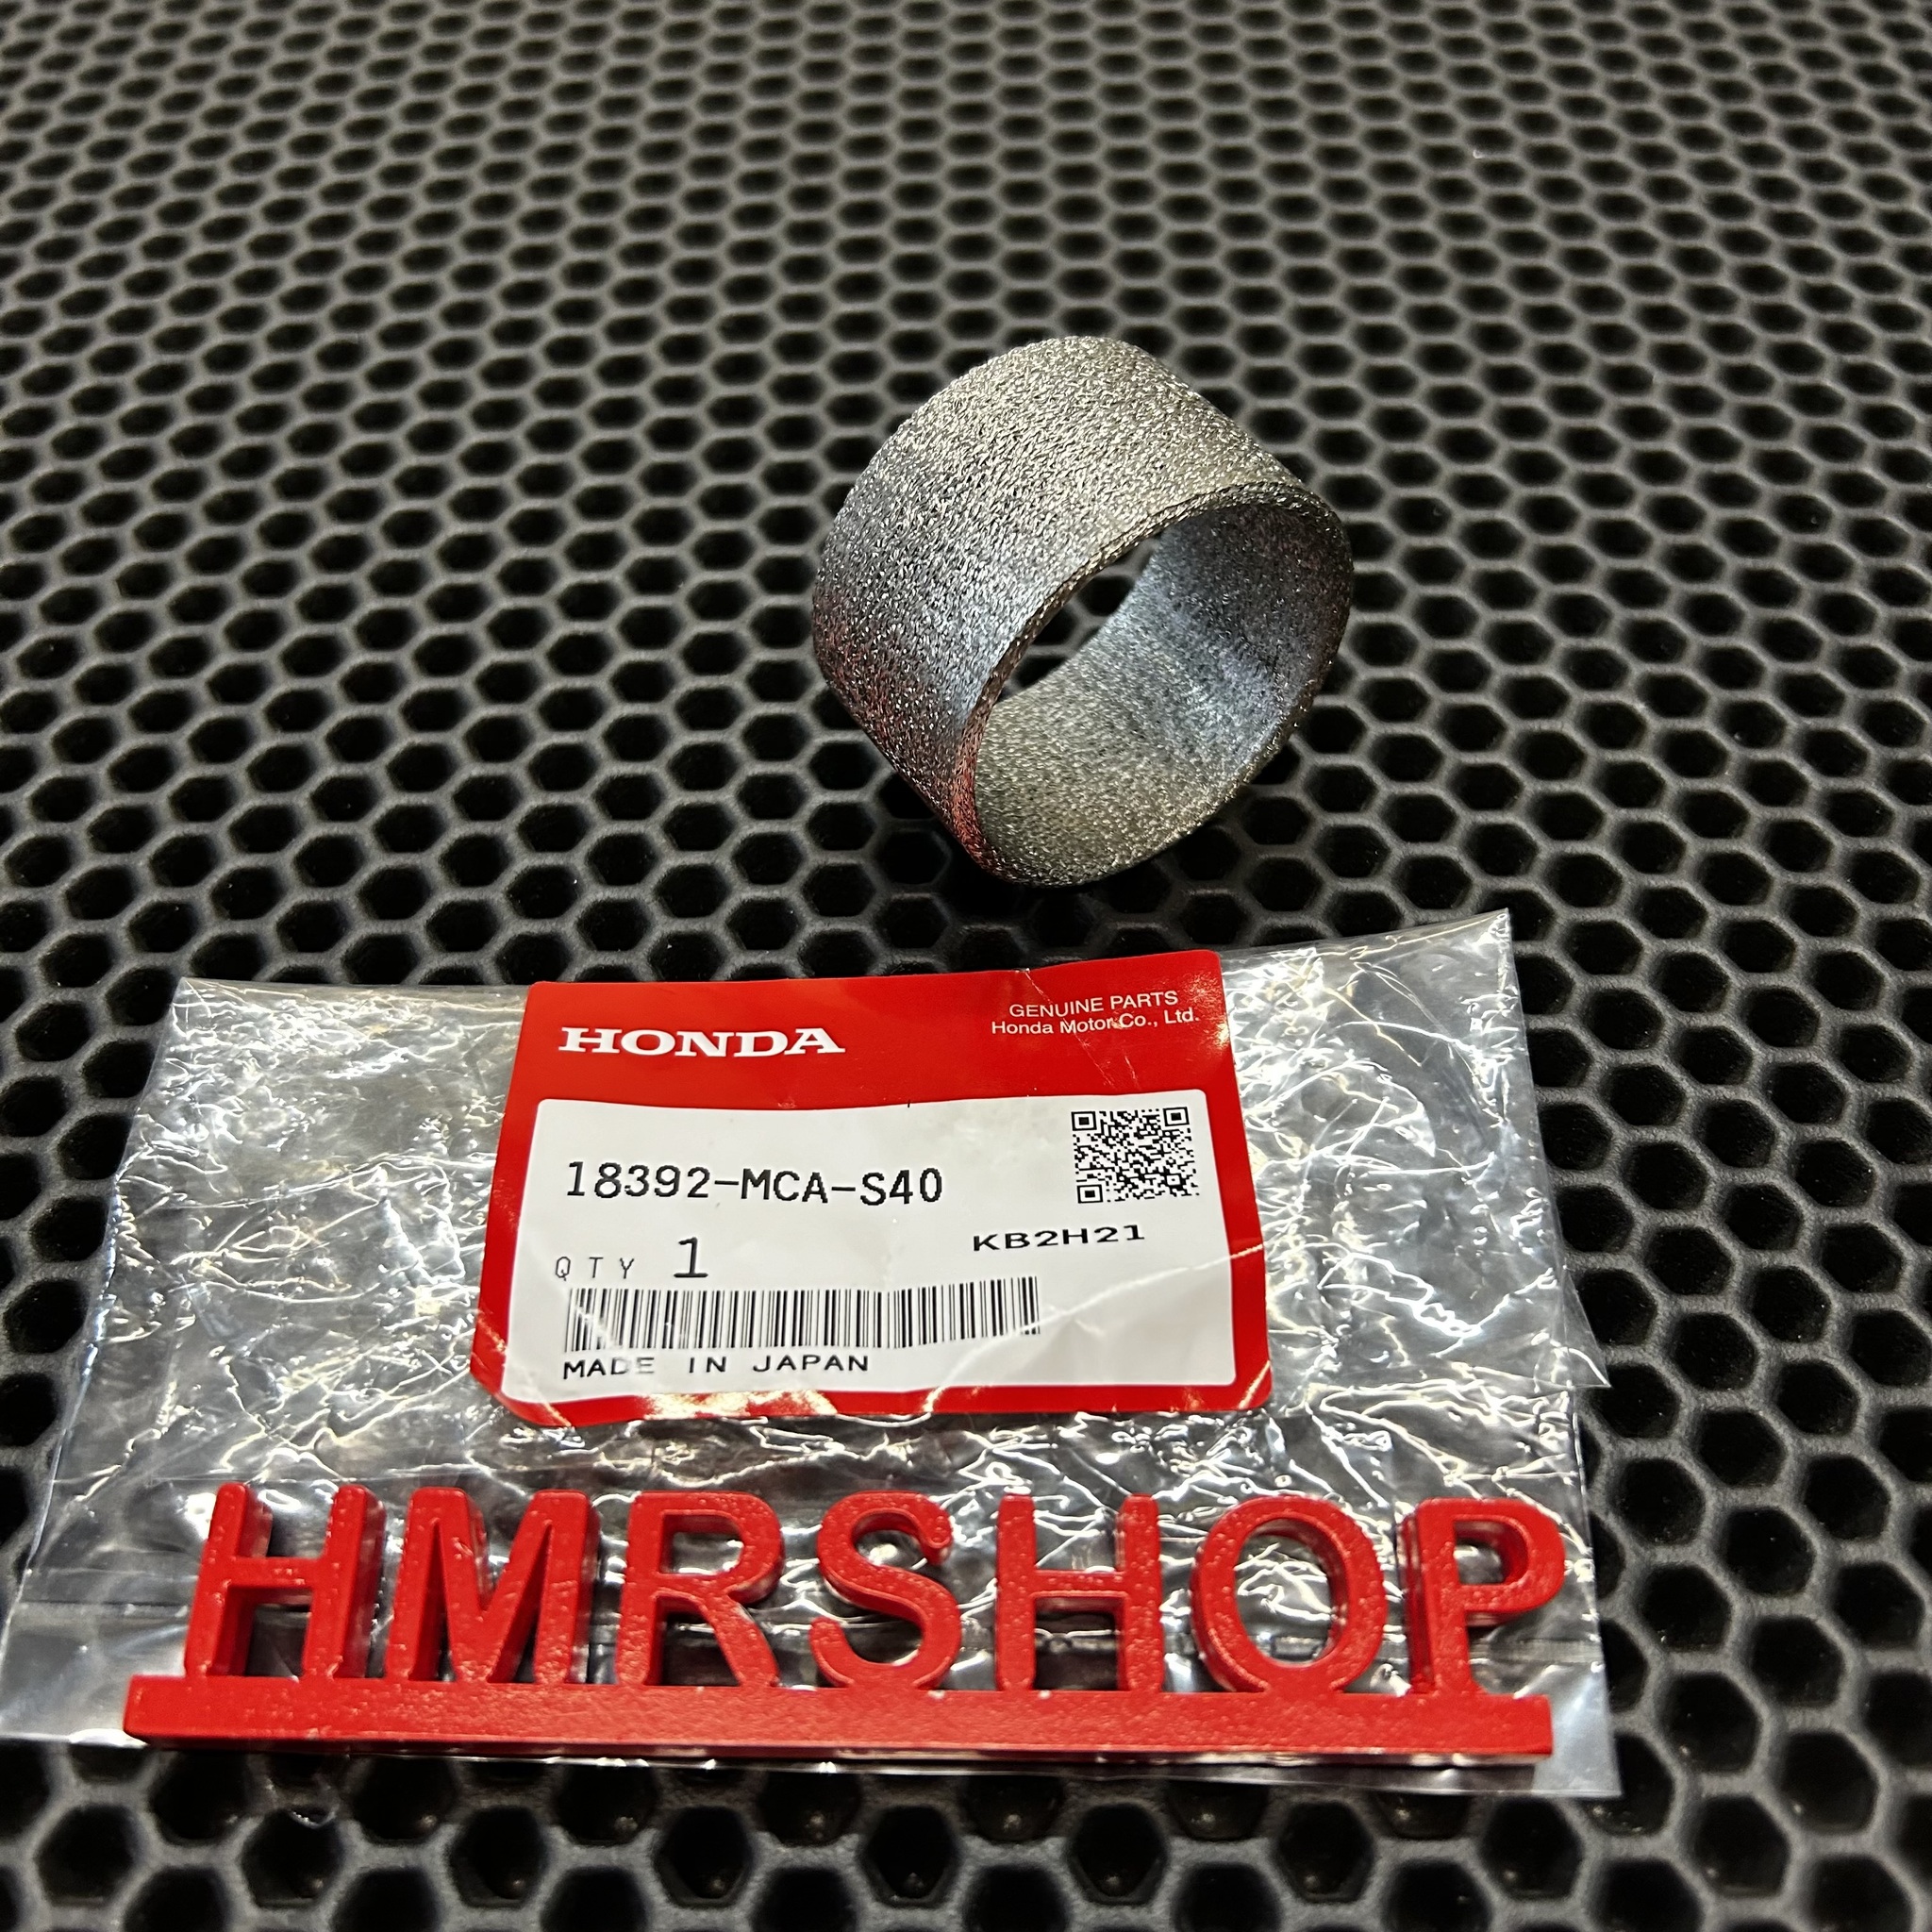 HONDA
GENUINE PARTS
Honda Motor Co., Ltd.
18392-MCA-S40
KB2H21
QTY 1
MADE IN JAPAN
HMRSHOP